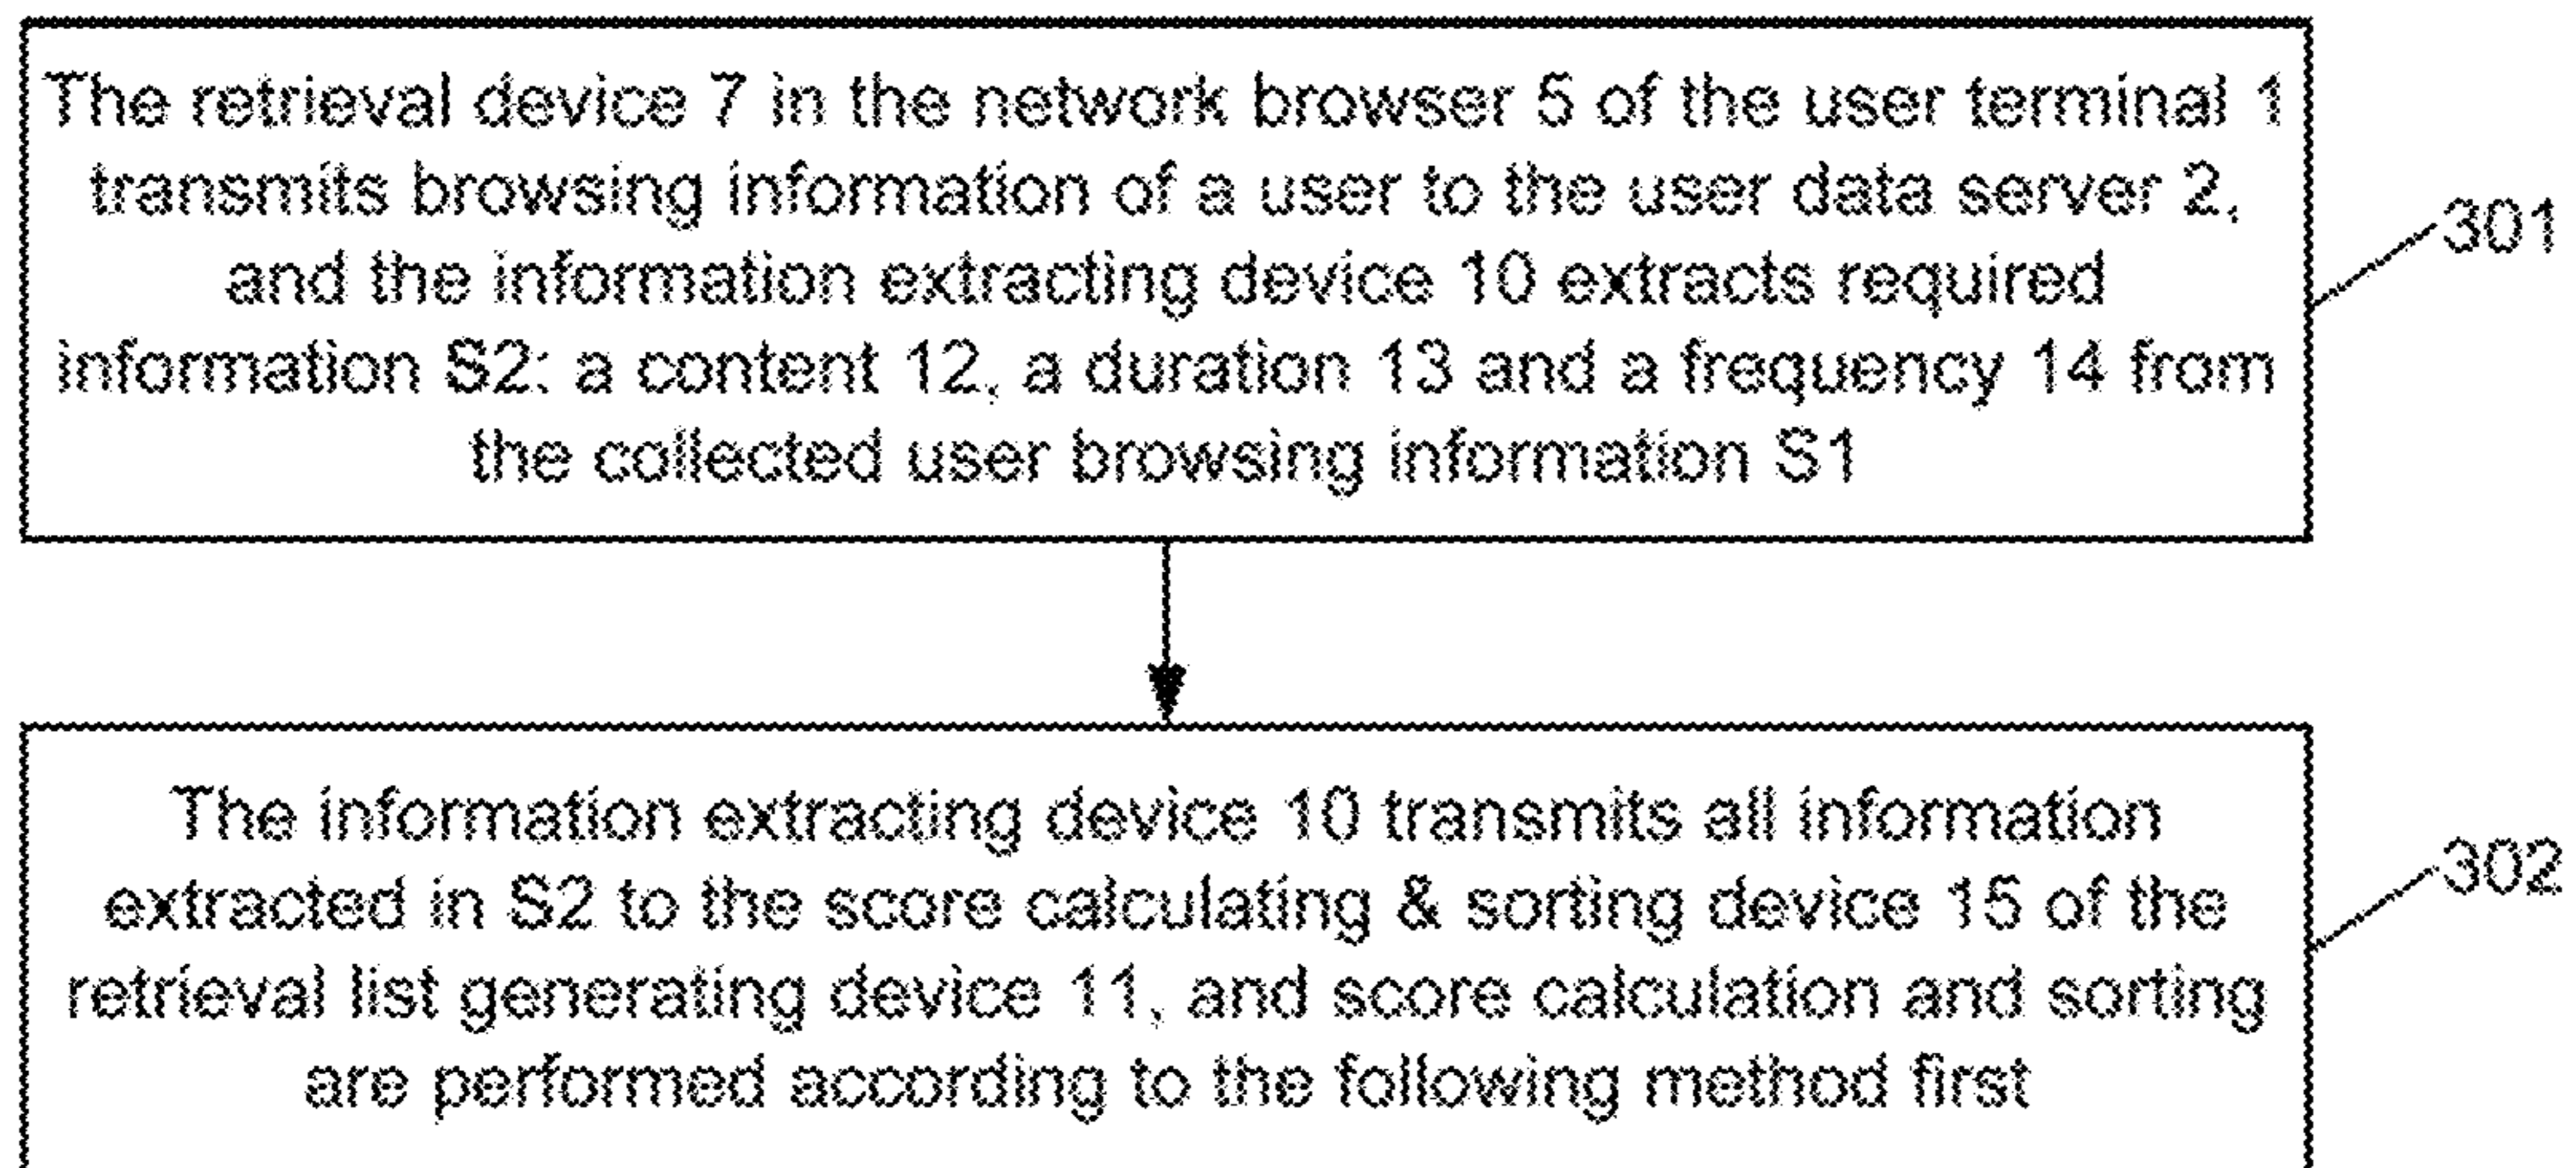 The retrieval device 7 in the network browser 5 of the user terminal 1
transmits browsing information of a user to the user data server 2,
and the information extracting device 10 extracts required
information S2: a content 12, a duration 13 and a frequency 14 from
the collected user browsing information S1
301
The information extracting device 10 transmits all information
extracted in S2 to the score calculating & sorting device 15 of the
retrieval list generating device 11, and score calculation and sorting
are performed according to the following method first
302